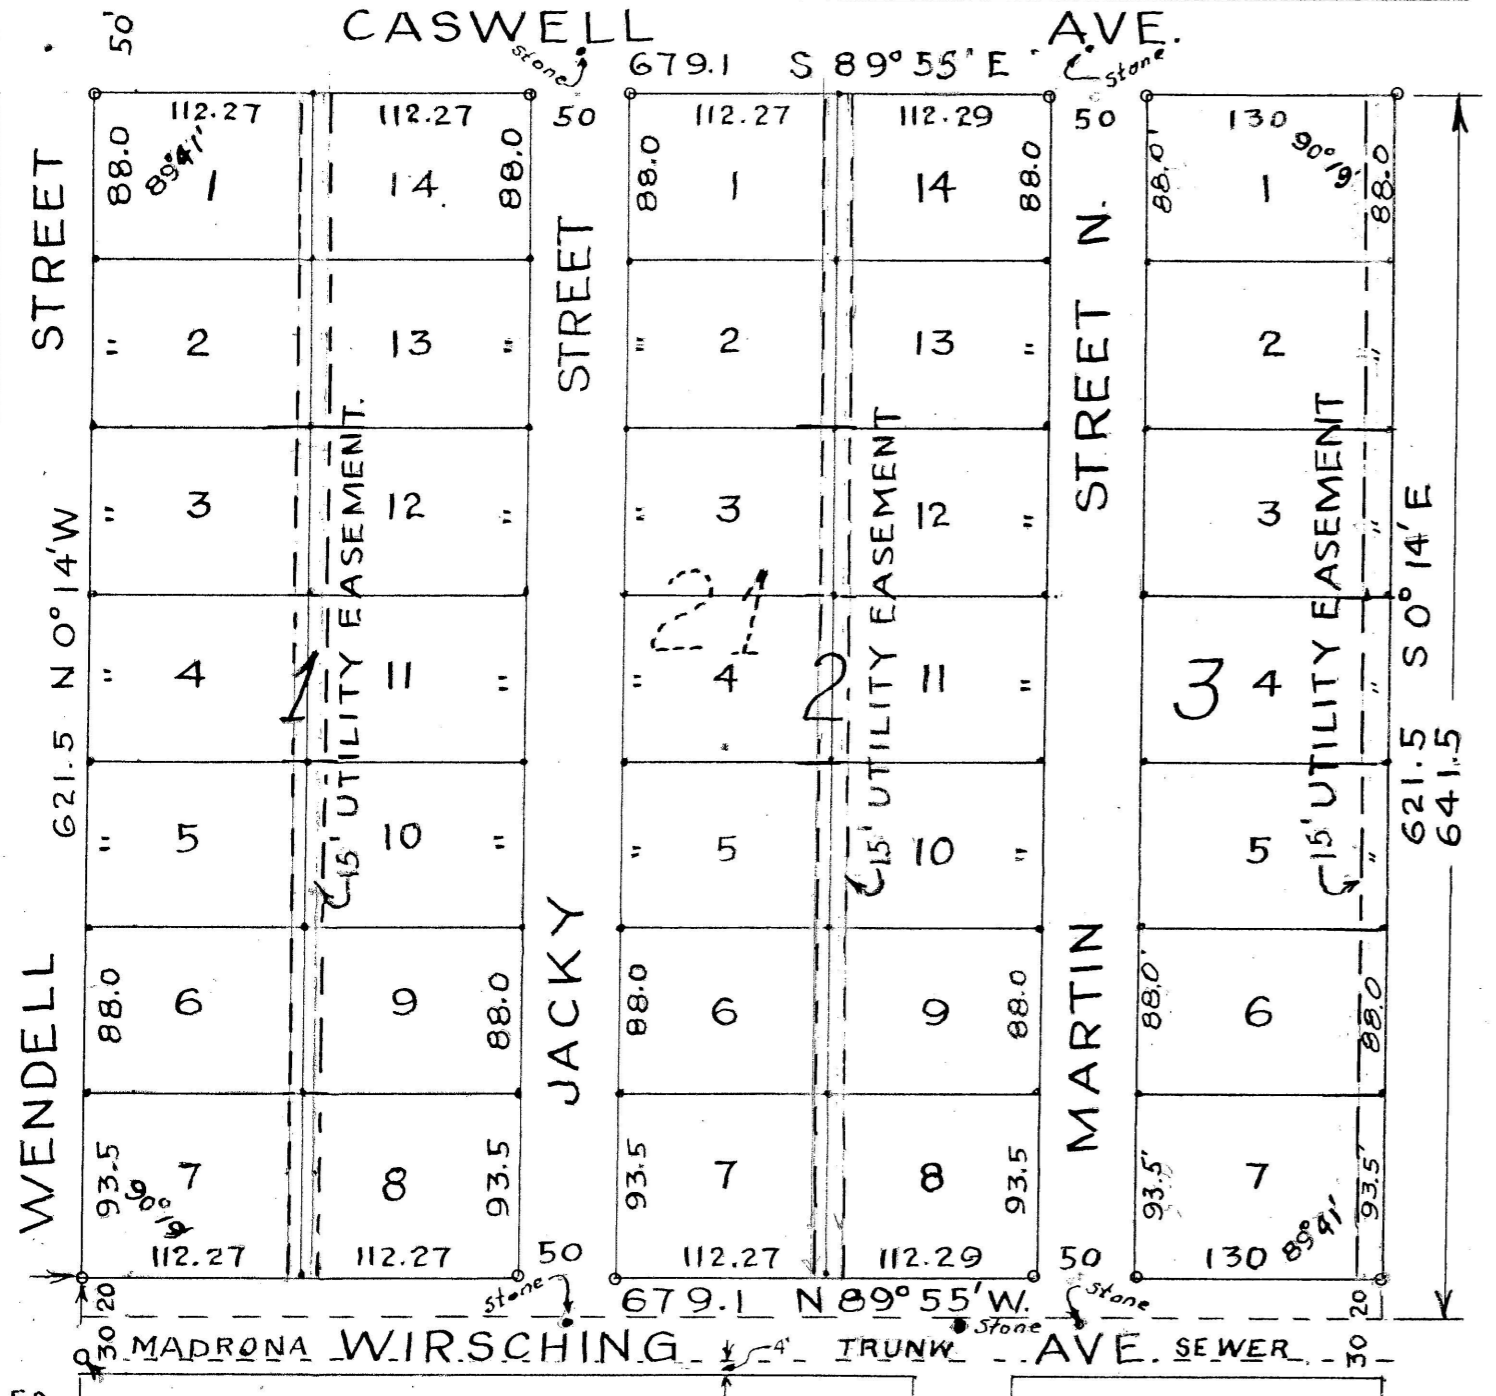 CASWELL AVE.
50'
stone
679.1 S 89° 55' E
stone
112.27 112.27 50 112.27 112.29 50 130
88.0 89°41' 88.0 88.0 88.0 88.0' 90°19' 88.0
1 14 1 14 1
2 13 2 13 2
" " " " "
3 12 3 12 3
" " " " "
4 11 4 11 4
" " " " "
5 10 5 10 5
" " " " "
6 9 6 9 6
88.0 88.0 88.0 88.0 88.0' 88.0
7 8 7 8 7
93.5 93.5 93.5 93.5 93.5' 93.5'
90°19' 89°41'
112.27 112.27 50 112.27 112.29 50 130
1
21
2
3
15' UTILITY EASEMENT.
15' UTILITY EASEMENT
15' UTILITY EASEMENT
WENDELL STREET
JACKY STREET
MARTIN STREET N.
621.5 N 0° 14' W
621.5 S 0° 14' E
641.5
stone
679.1 N 89° 55' W.
stone
stone
20 20
30 30
WIRSCHING AVE.
MADRONA TRUNK SEWER
4'